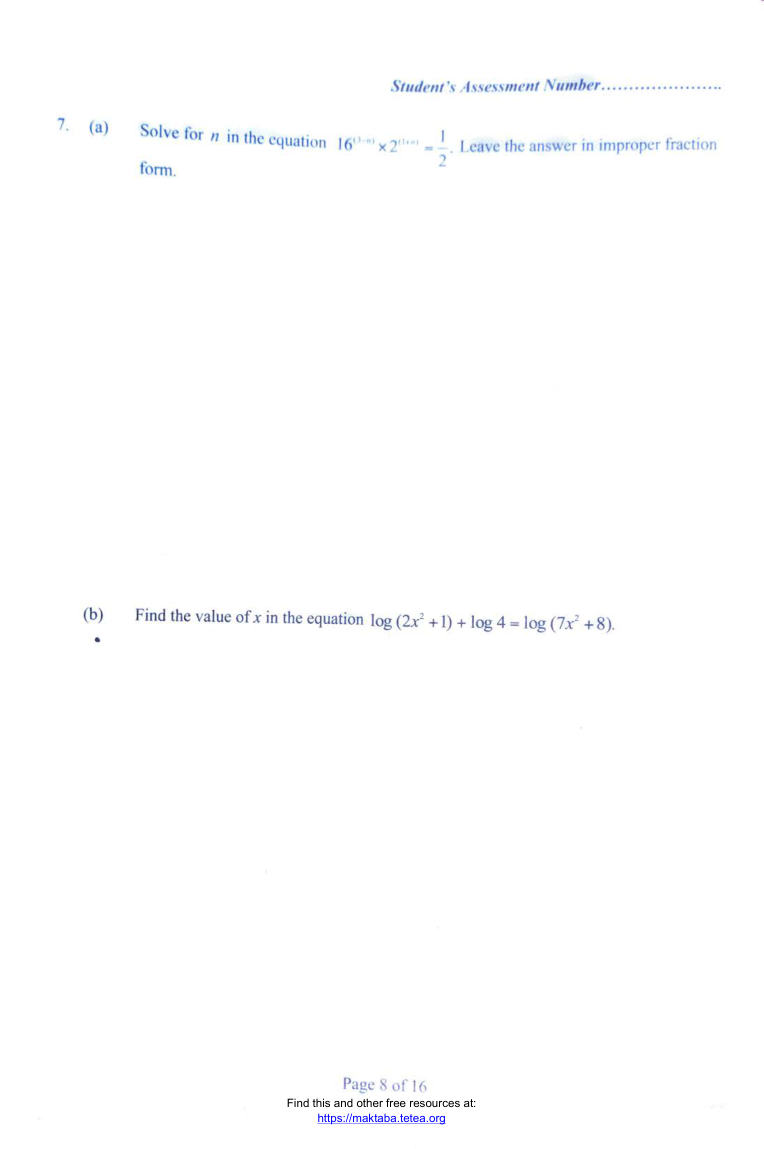 Student's Assessment Number......................
7. (a) Solve for n in the equation 16 × 2 = 1/2. Leave the answer in improper fraction
form.
(b) Find the value of x in the equation log (2x² + 1) + log 4 = log (7x² + 8).
Page 8 of 16
Find this and other free resources at:
https://maktaba.tetea.org